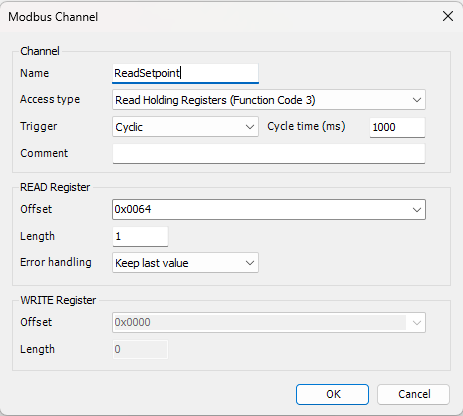 Modbus Channel
Channel
Name ReadSetpoint
Access type Read Holding Registers (Function Code 3)
Trigger Cyclic Cycle time (ms) 1000
Comment
READ Register
Offset 0x0064
Length 1
Error handling Keep last value
WRITE Register
Offset 0x0000
Length 0
OK Cancel